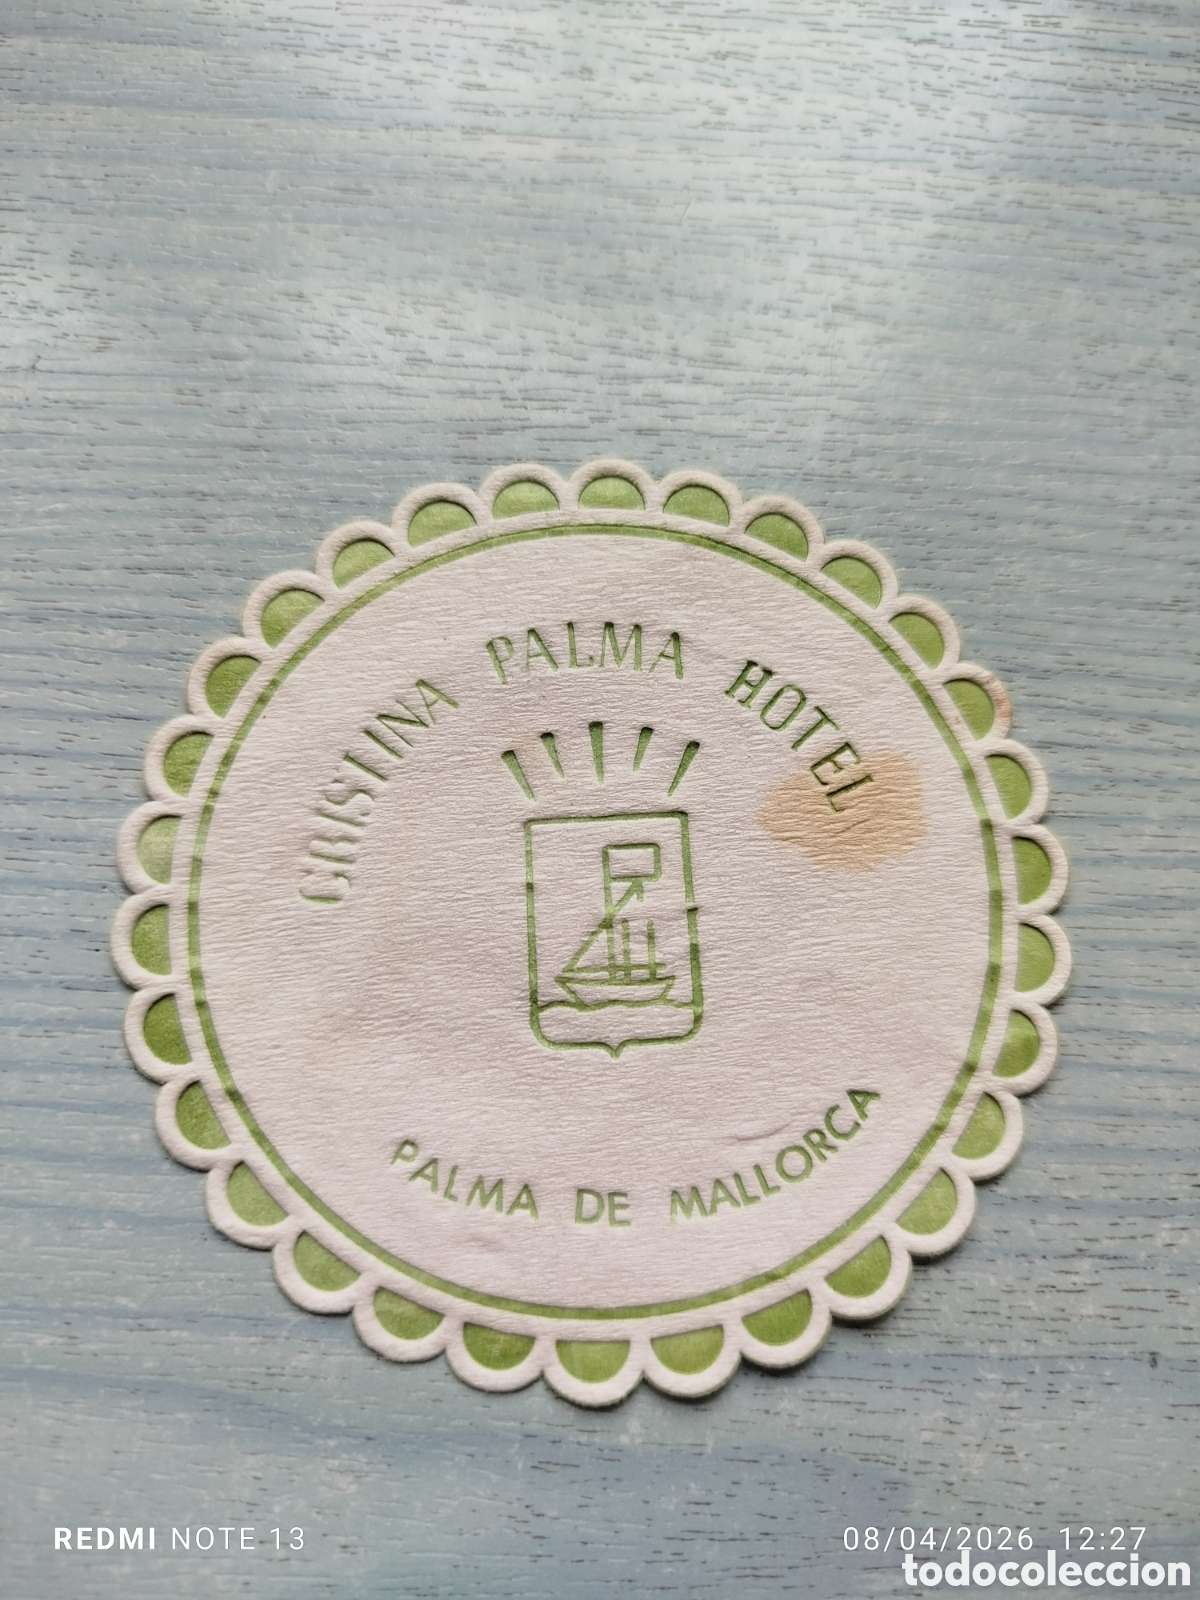 CRISTINA PALMA HOTEL
PALMA DE MALLORCA
REDMI NOTE 13
08/04/2026 12:27
todocoleccion